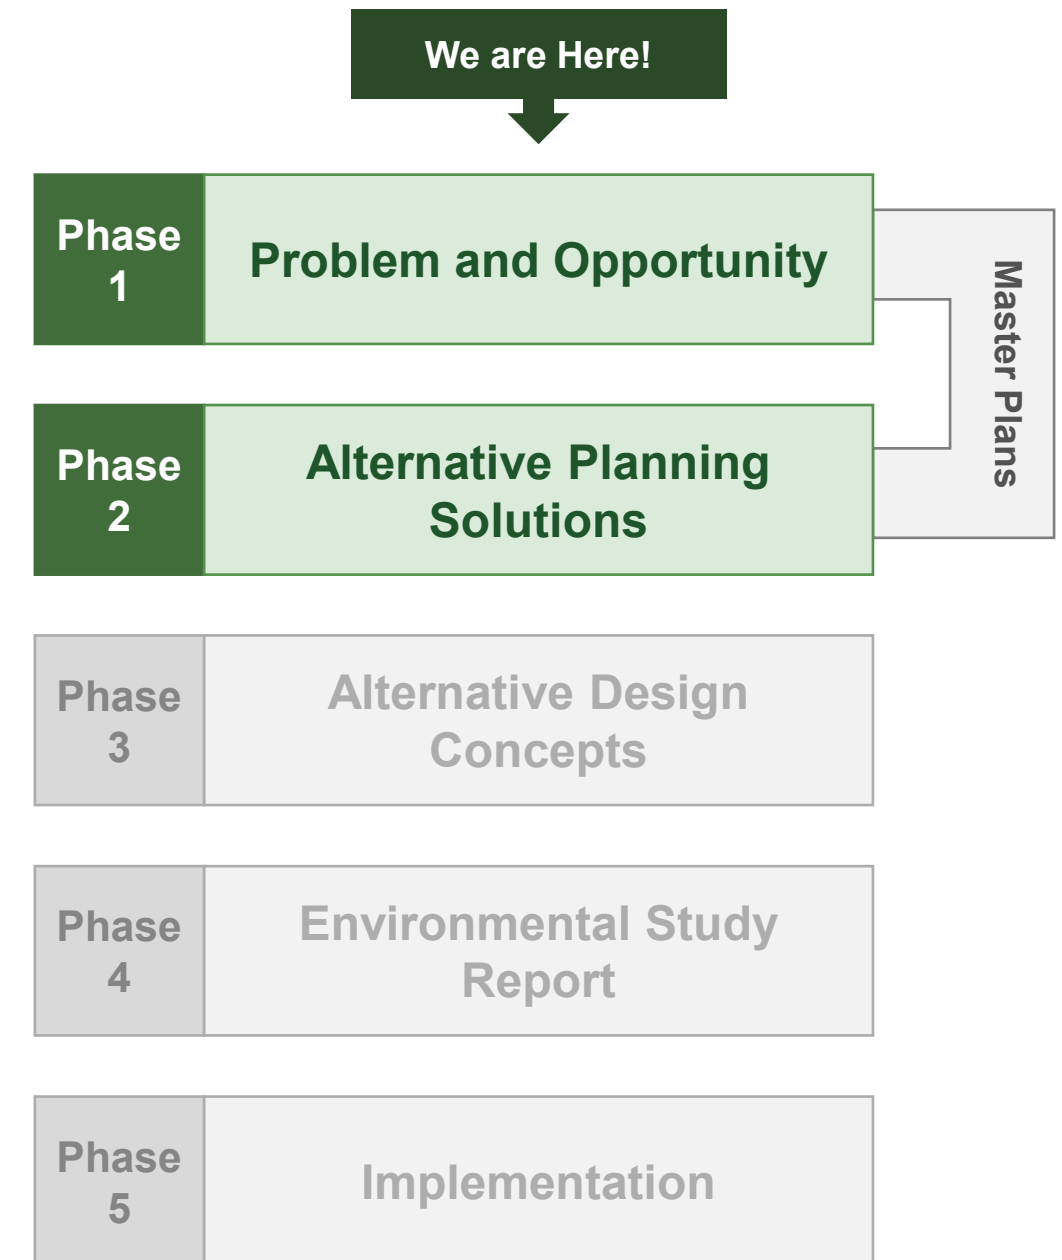 We are Here!
Phase
1
Problem and Opportunity
Master Plans
Phase
2
Alternative Planning
Solutions
Phase
3
Alternative Design
Concepts
Phase
4
Environmental Study
Report
Phase
5
Implementation